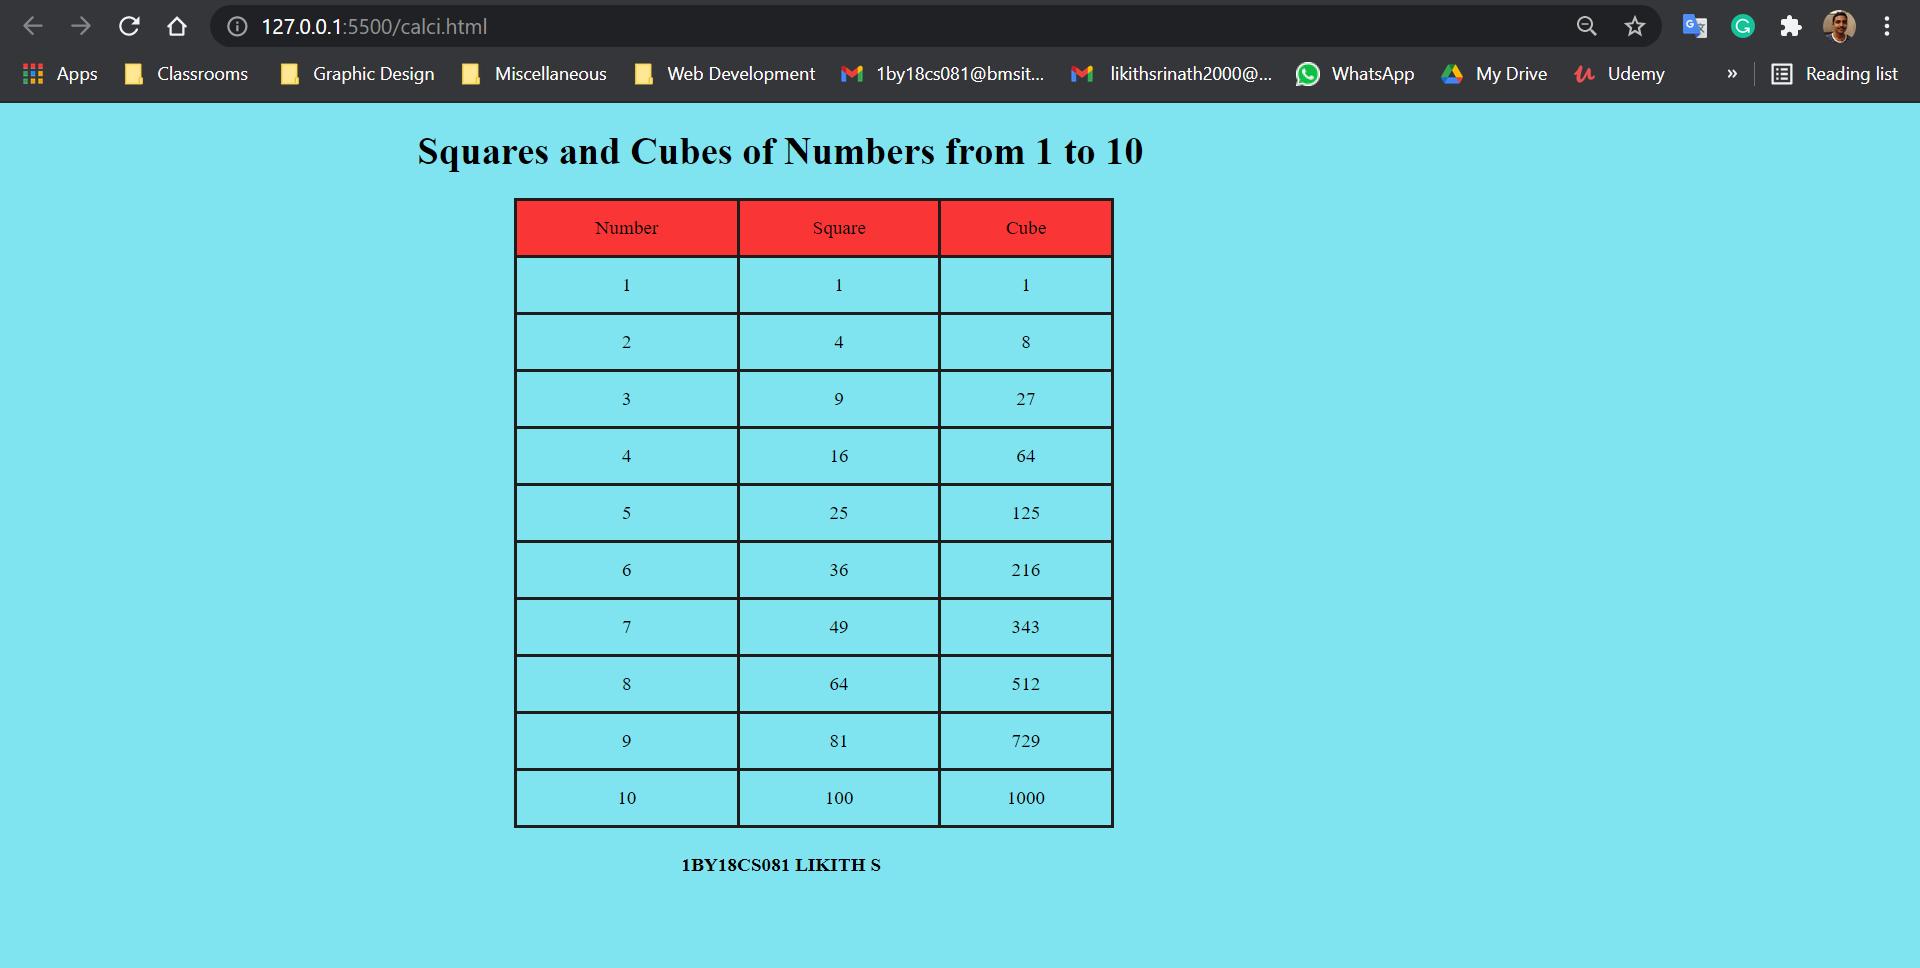 127.0.0.1:5500/calci.html
Apps Classrooms Graphic Design Miscellaneous Web Development 1by18cs081@bmsit... likithsrinath2000@... WhatsApp My Drive Udemy » Reading list
Squares and Cubes of Numbers from 1 to 10
Number Square Cube
1 1 1
2 4 8
3 9 27
4 16 64
5 25 125
6 36 216
7 49 343
8 64 512
9 81 729
10 100 1000
1BY18CS081 LIKITH S